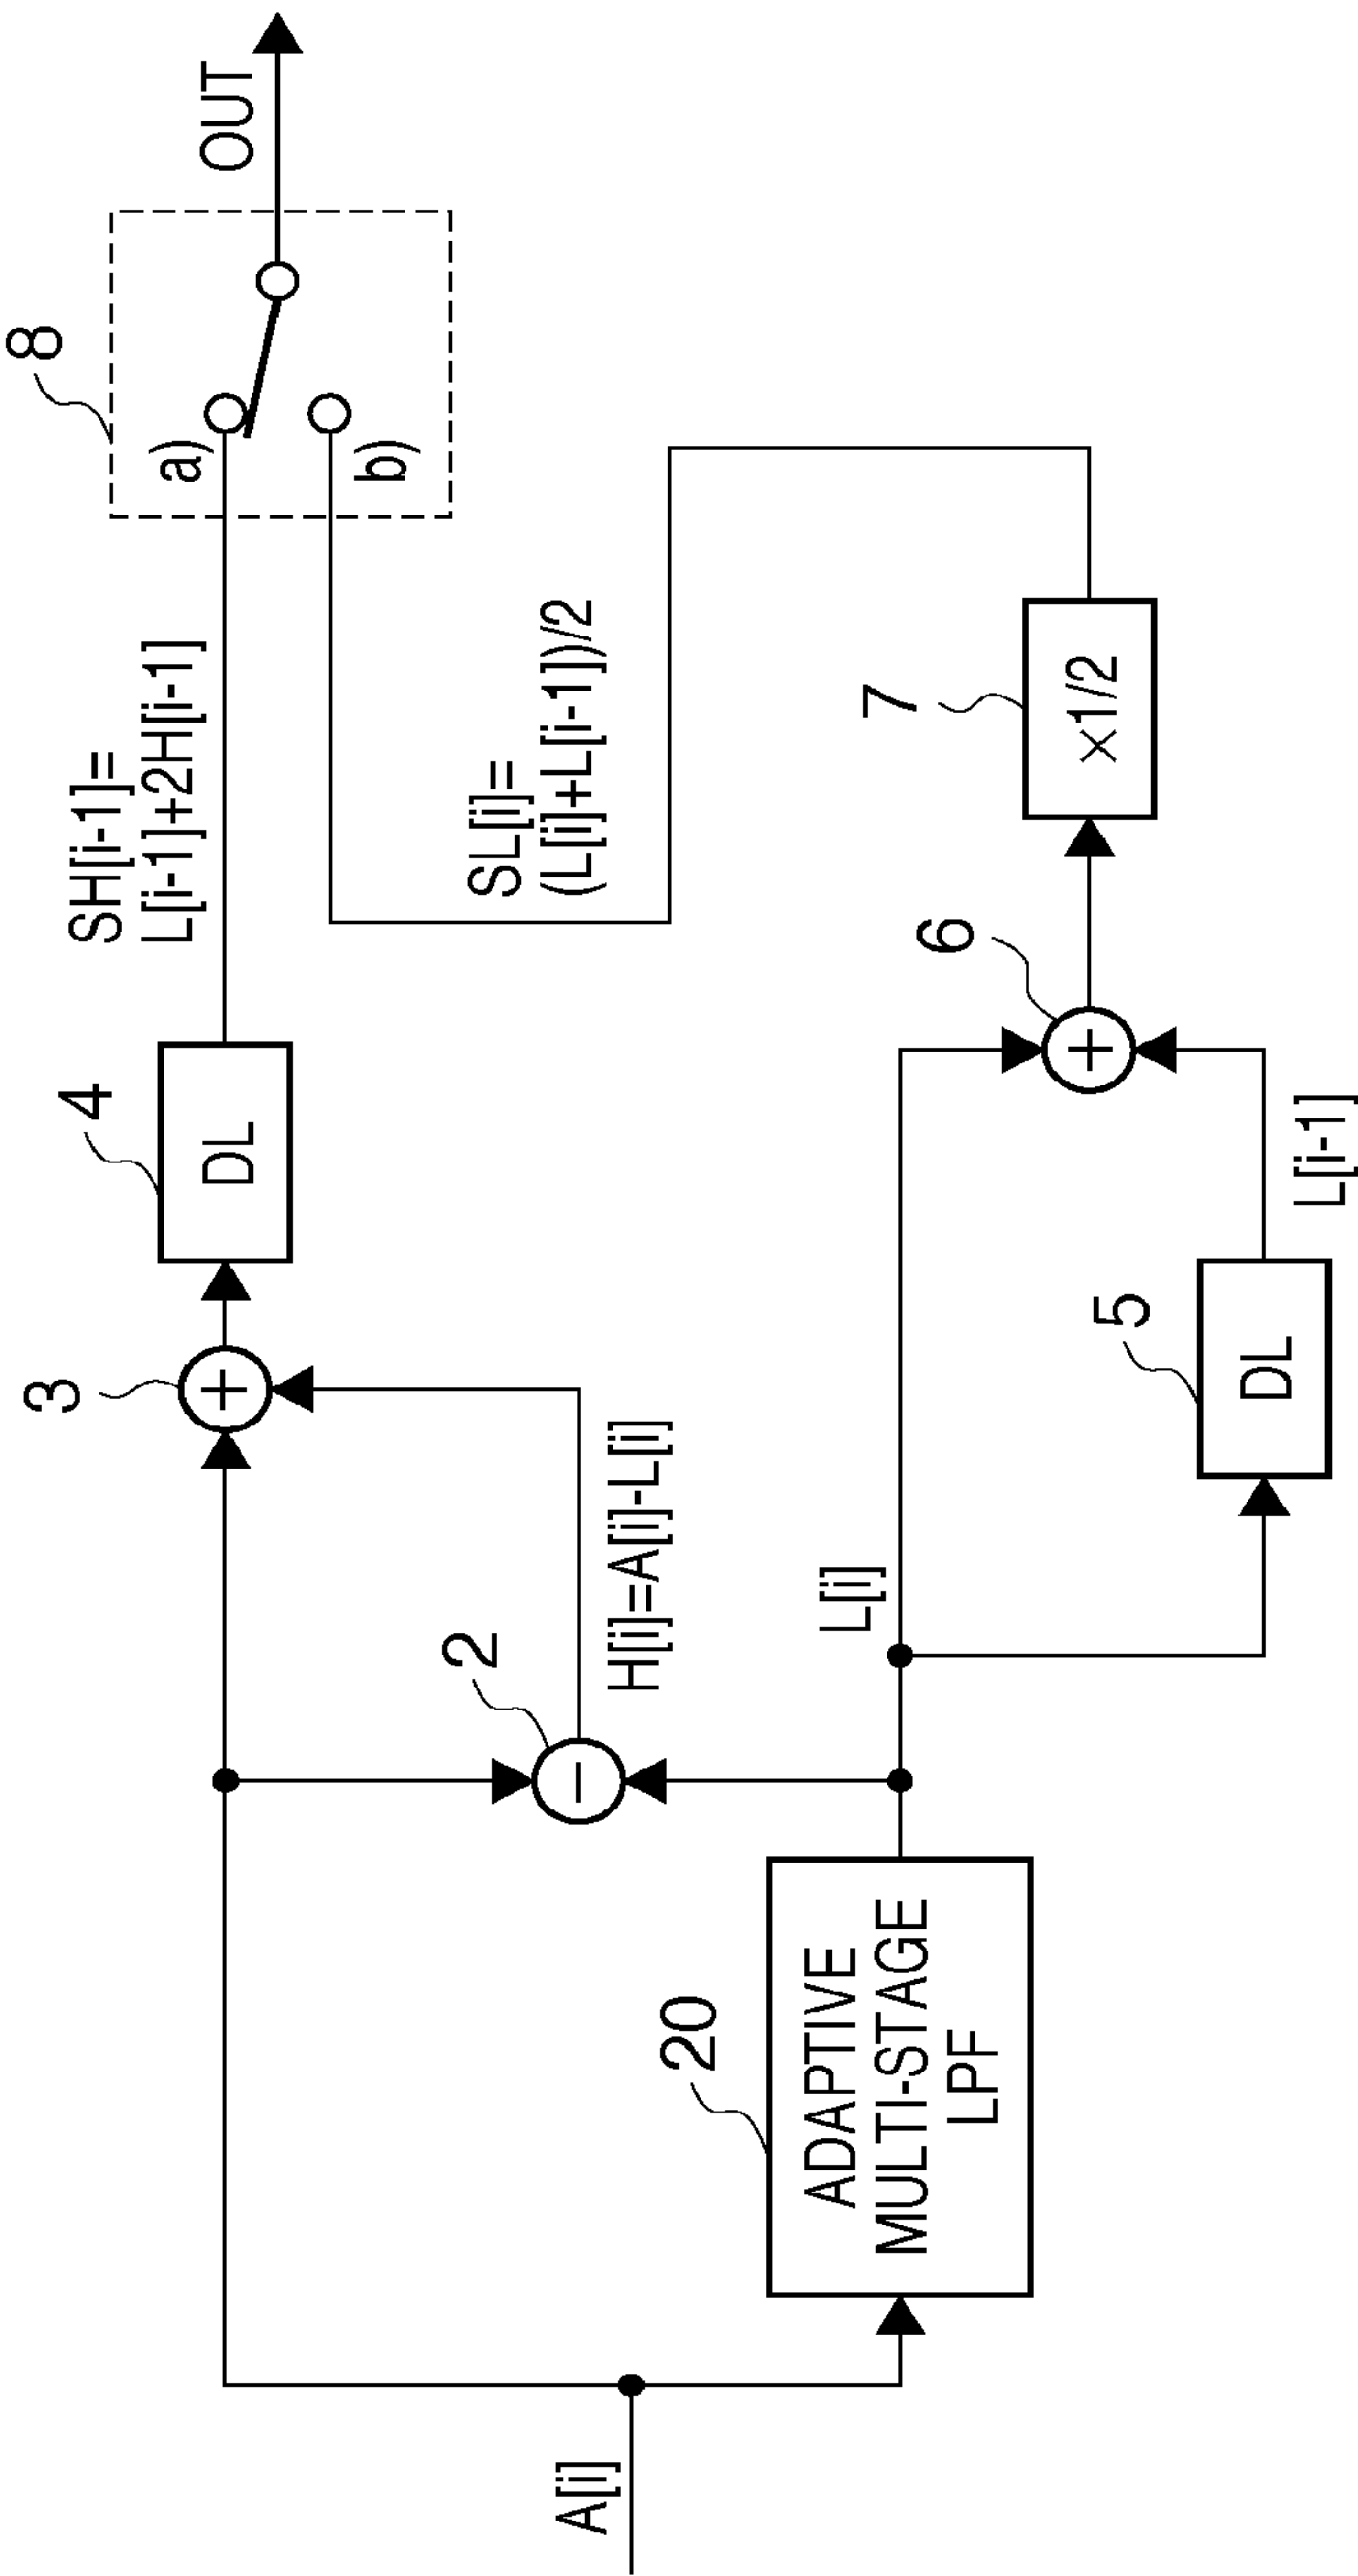 A[i]
20
ADAPTIVE
MULTI-STAGE
LPF
2
−
H[i]=A[i]-L[i]
L[i]
3
+
4
DL
5
DL
L[i-1]
6
+
7
×1/2
SH[i-1]=
L[i-1]+2H[i-1]
SL[i]=
(L[i]+L[i-1])/2
8
a)
b)
OUT